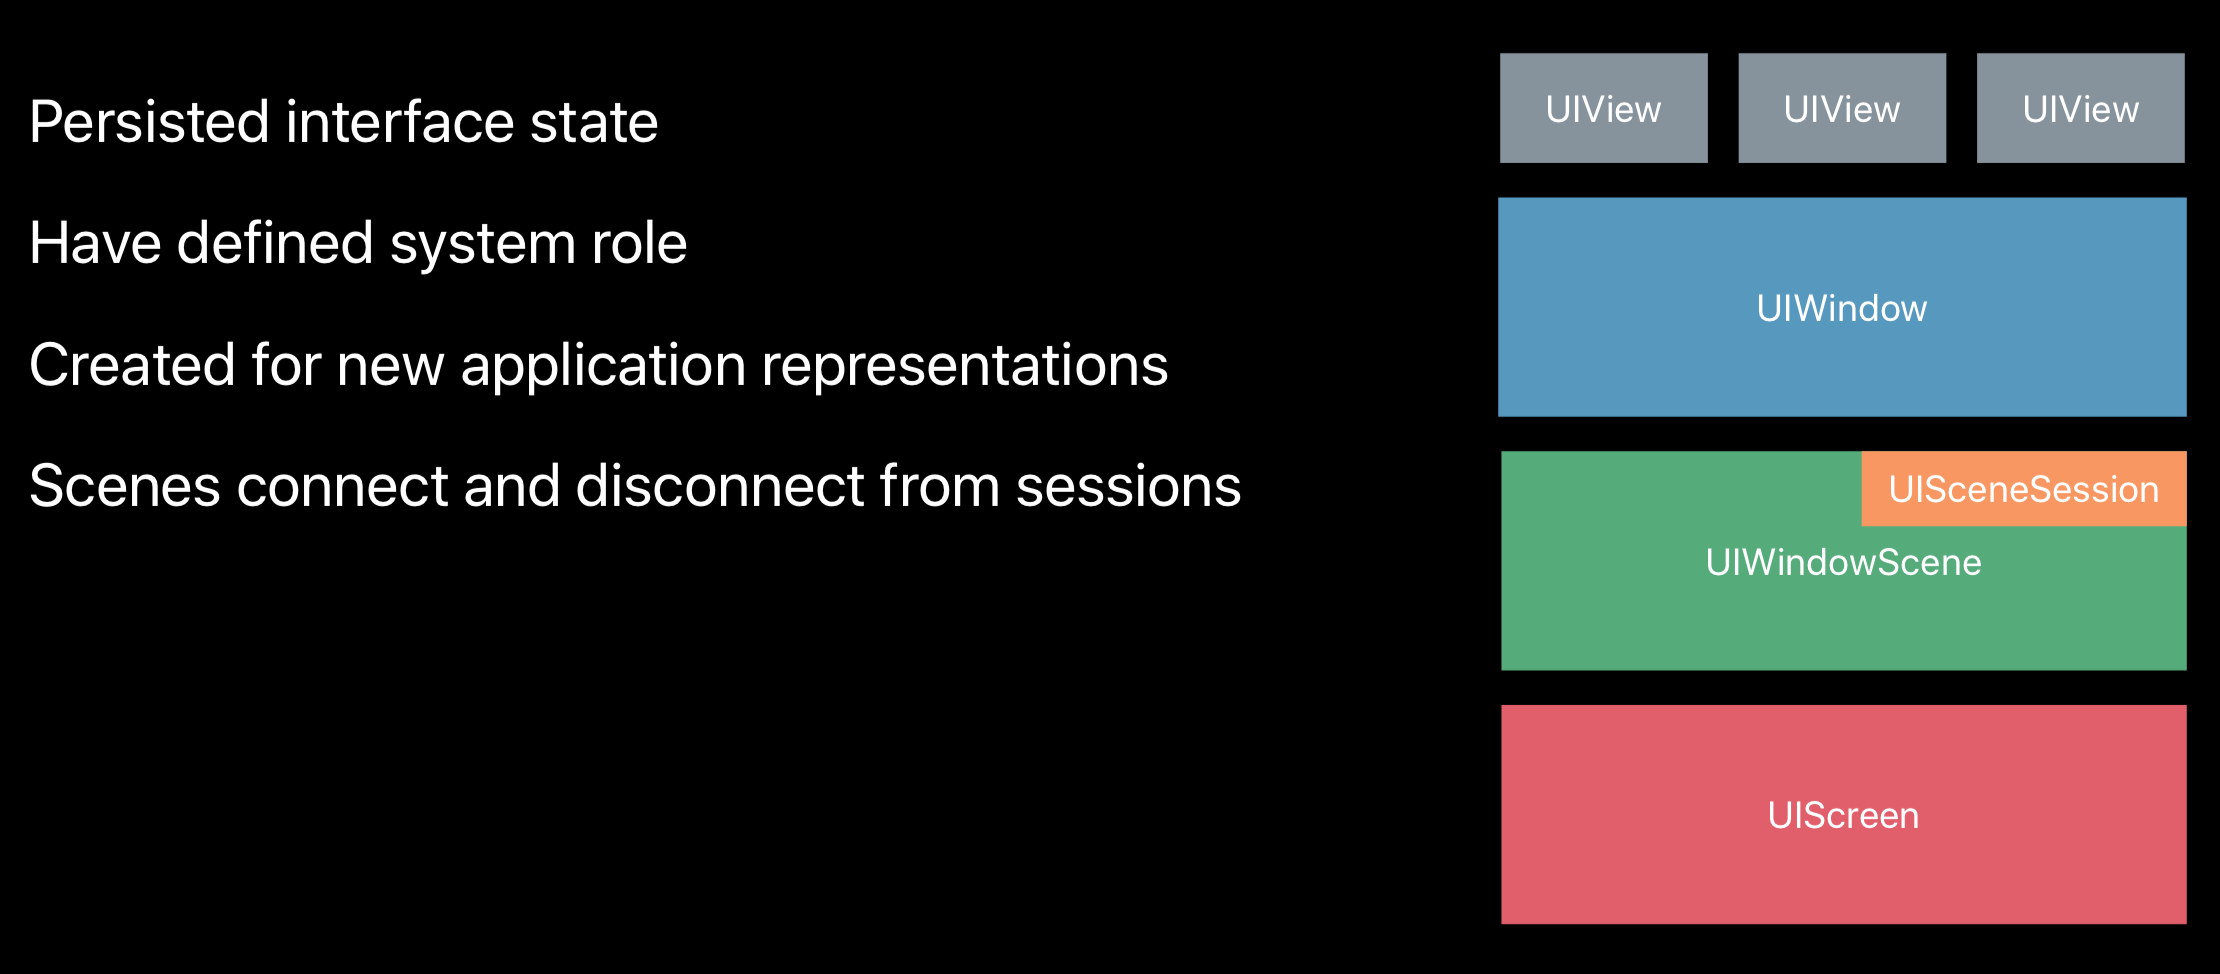 Persisted interface state
Have defined system role
Created for new application representations
Scenes connect and disconnect from sessions
UIView UIView UIView
UIWindow
UISceneSession
UIWindowScene
UIScreen